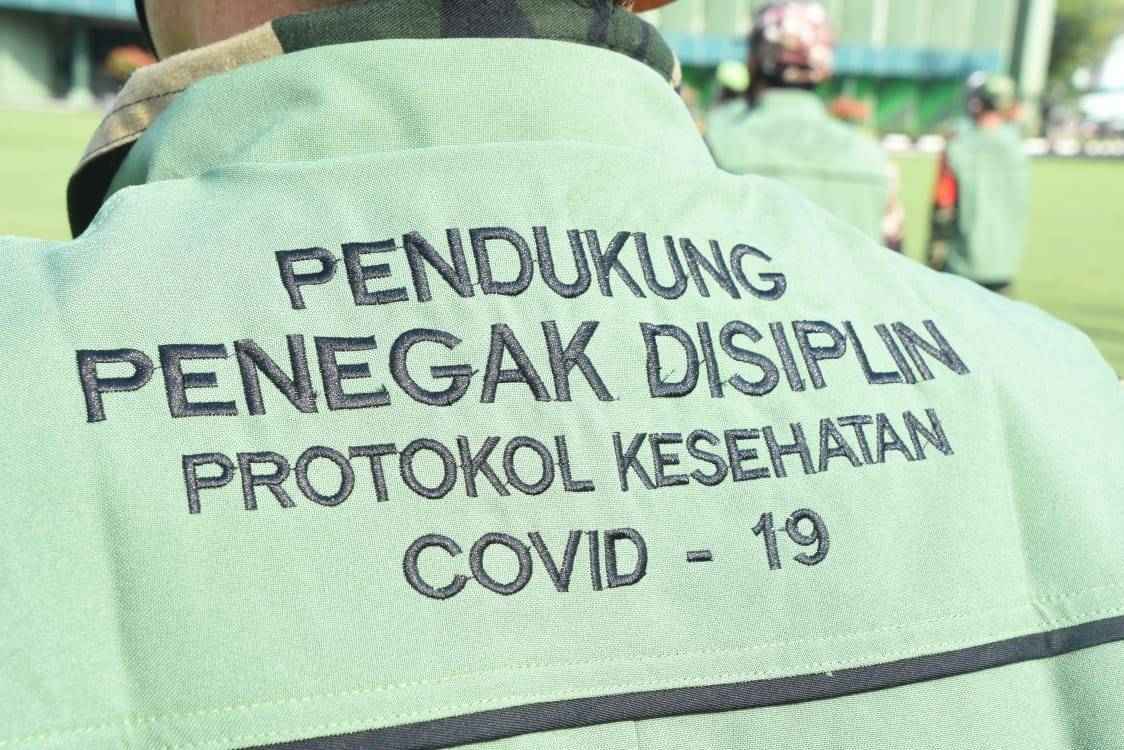 PENDUKUNG
PENEGAK DISIPLIN
PROTOKOL KESEHATAN
COVID - 19